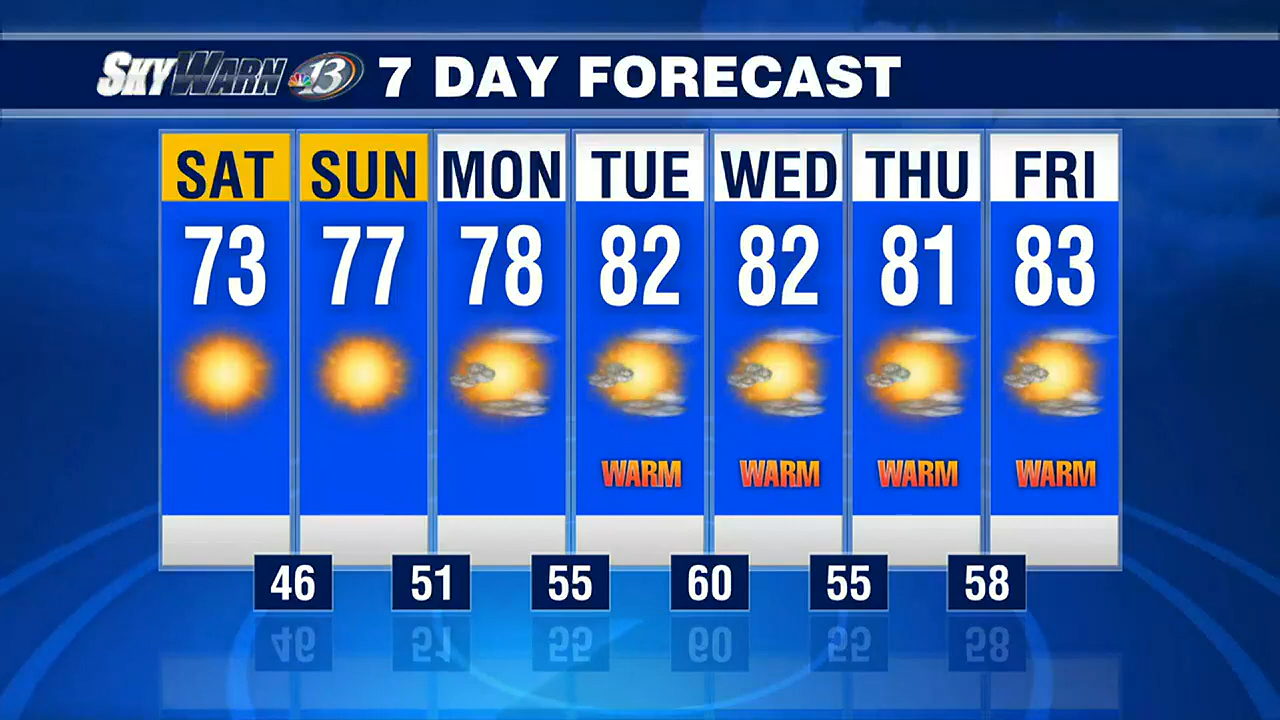 SKYWARN 13 7 DAY FORECAST
SAT SUN MON TUE WED THU FRI
73 77 78 82 82 81 83
WARM WARM WARM WARM
46 51 55 60 55 58